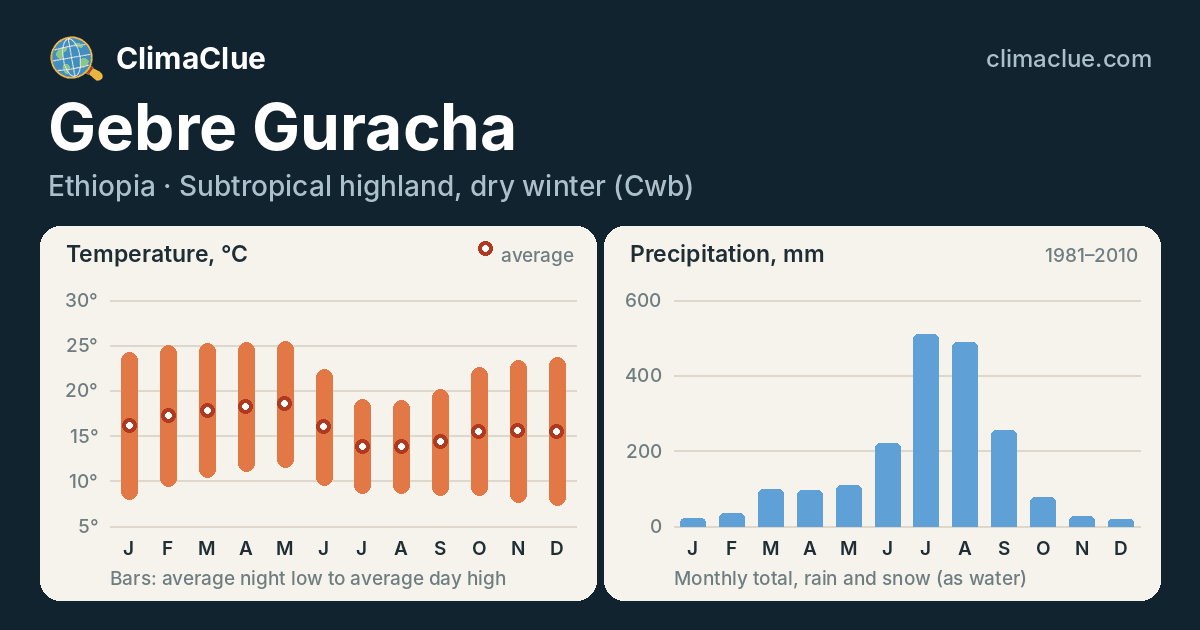 ClimaClue
climaclue.com
Gebre Guracha
Ethiopia · Subtropical highland, dry winter (Cwb)
Temperature, °C
average
30°
25°
20°
15°
10°
5°
J F M A M J J A S O N D
Bars: average night low to average day high
Precipitation, mm
1981–2010
600
400
200
0
J F M A M J J A S O N D
Monthly total, rain and snow (as water)